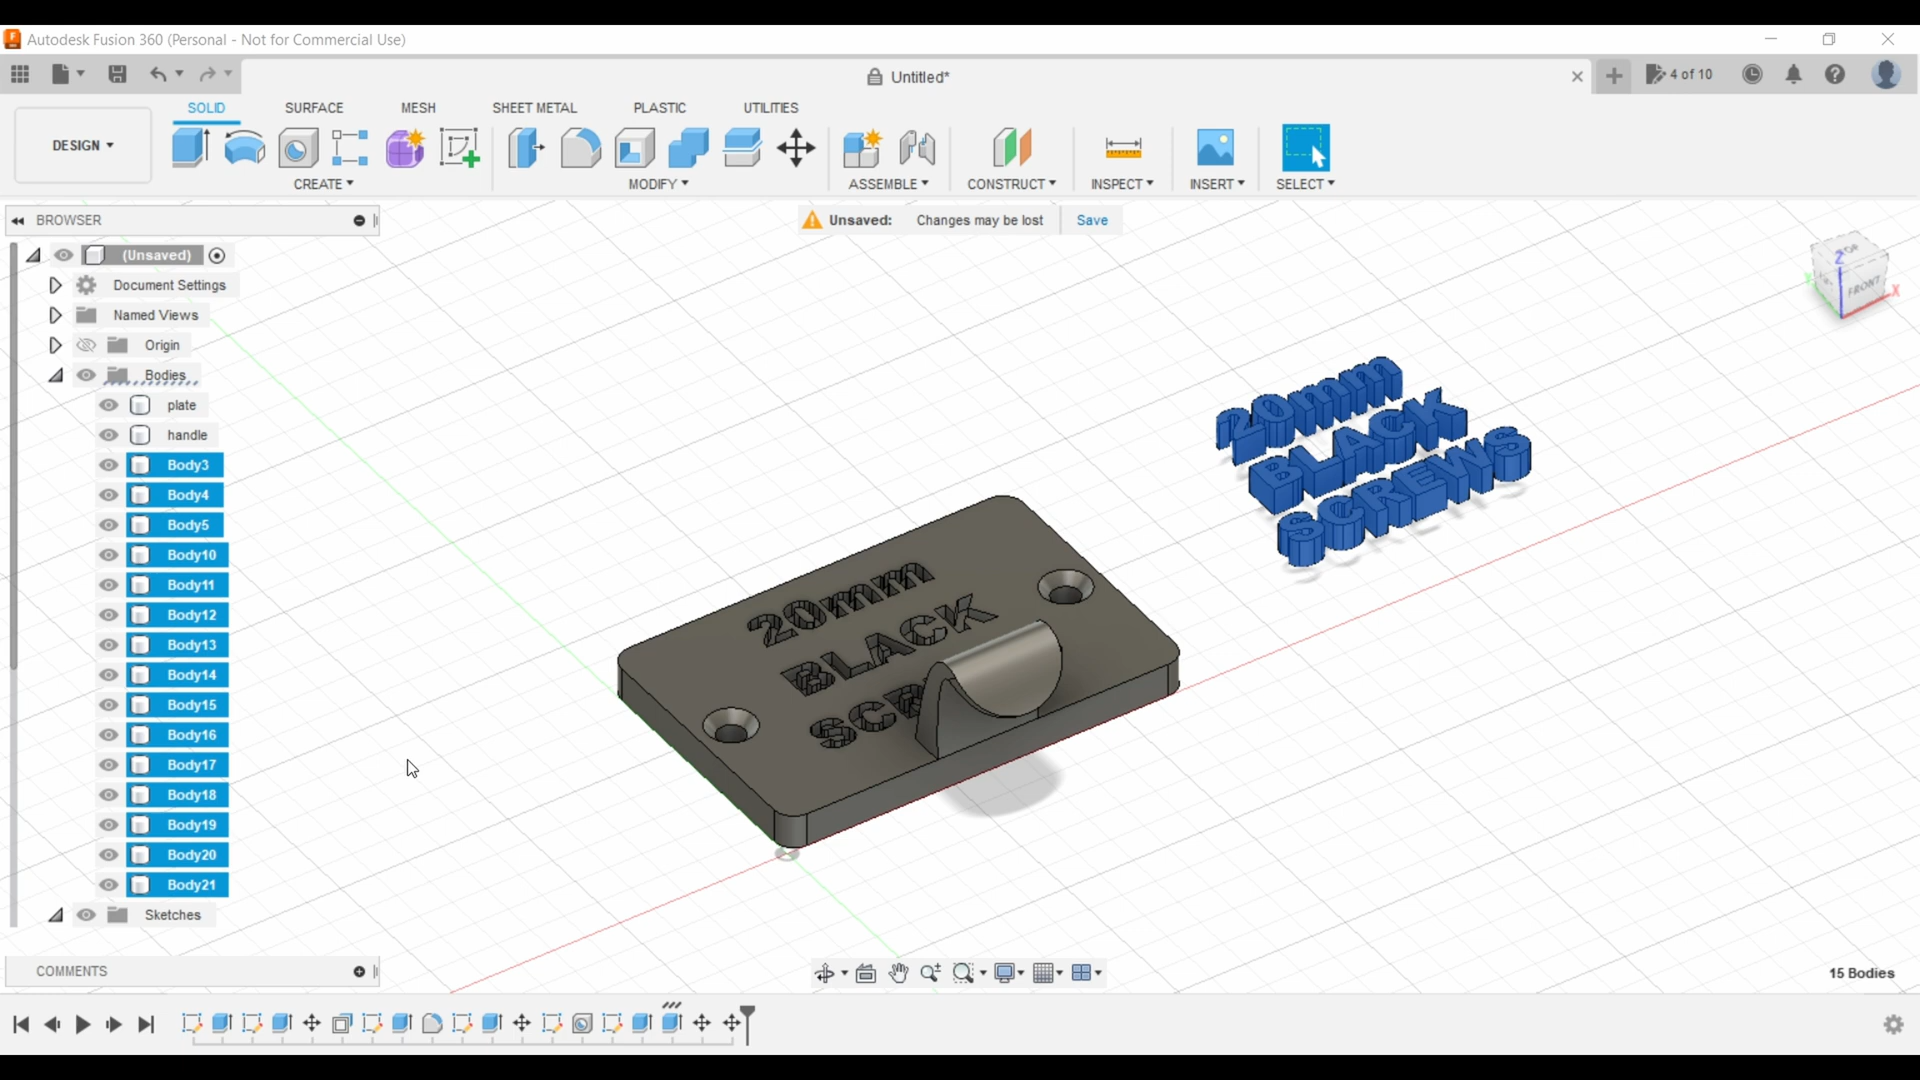 Autodesk Fusion 360 (Personal - Not for Commercial Use)
Untitled*
4 of 10
SOLID SURFACE MESH SHEET METAL PLASTIC UTILITIES
DESIGN
CREATE MODIFY ASSEMBLE CONSTRUCT INSPECT INSERT SELECT
BROWSER
Unsaved: Changes may be lost Save
(Unsaved)
Document Settings
Named Views
Origin
Bodies
plate
handle
Body3
Body4
Body5
Body10
Body11
Body12
Body13
Body14
Body15
Body16
Body17
Body18
Body19
Body20
Body21
Sketches
TOP
FRONT
Z
X
20mm
BLACK
SCREWS
20mm
BLACK
SCR
COMMENTS
15 Bodies